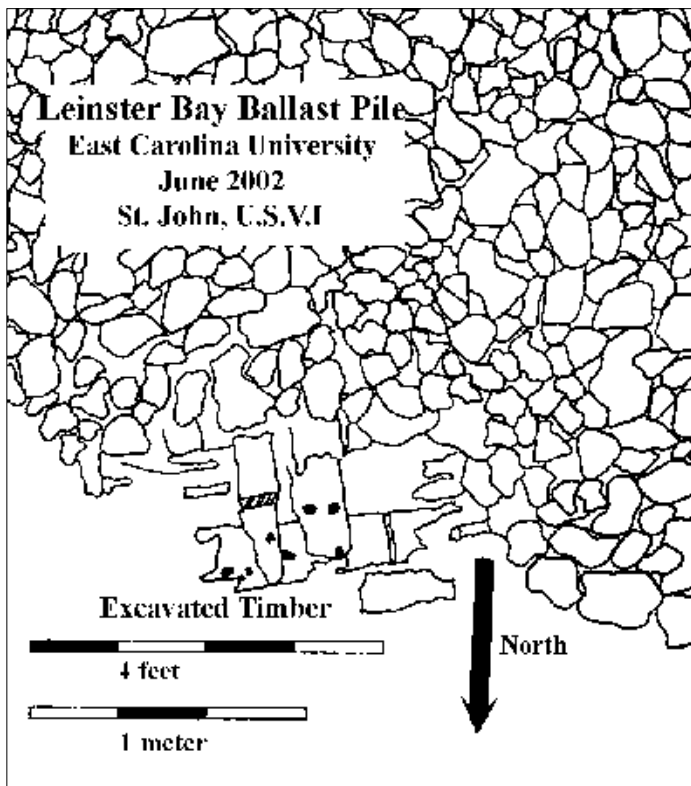 Leinster Bay Ballast Pile
East Carolina University
June 2002
St. John, U.S.V.I
Excavated Timber
North
4 feet
1 meter